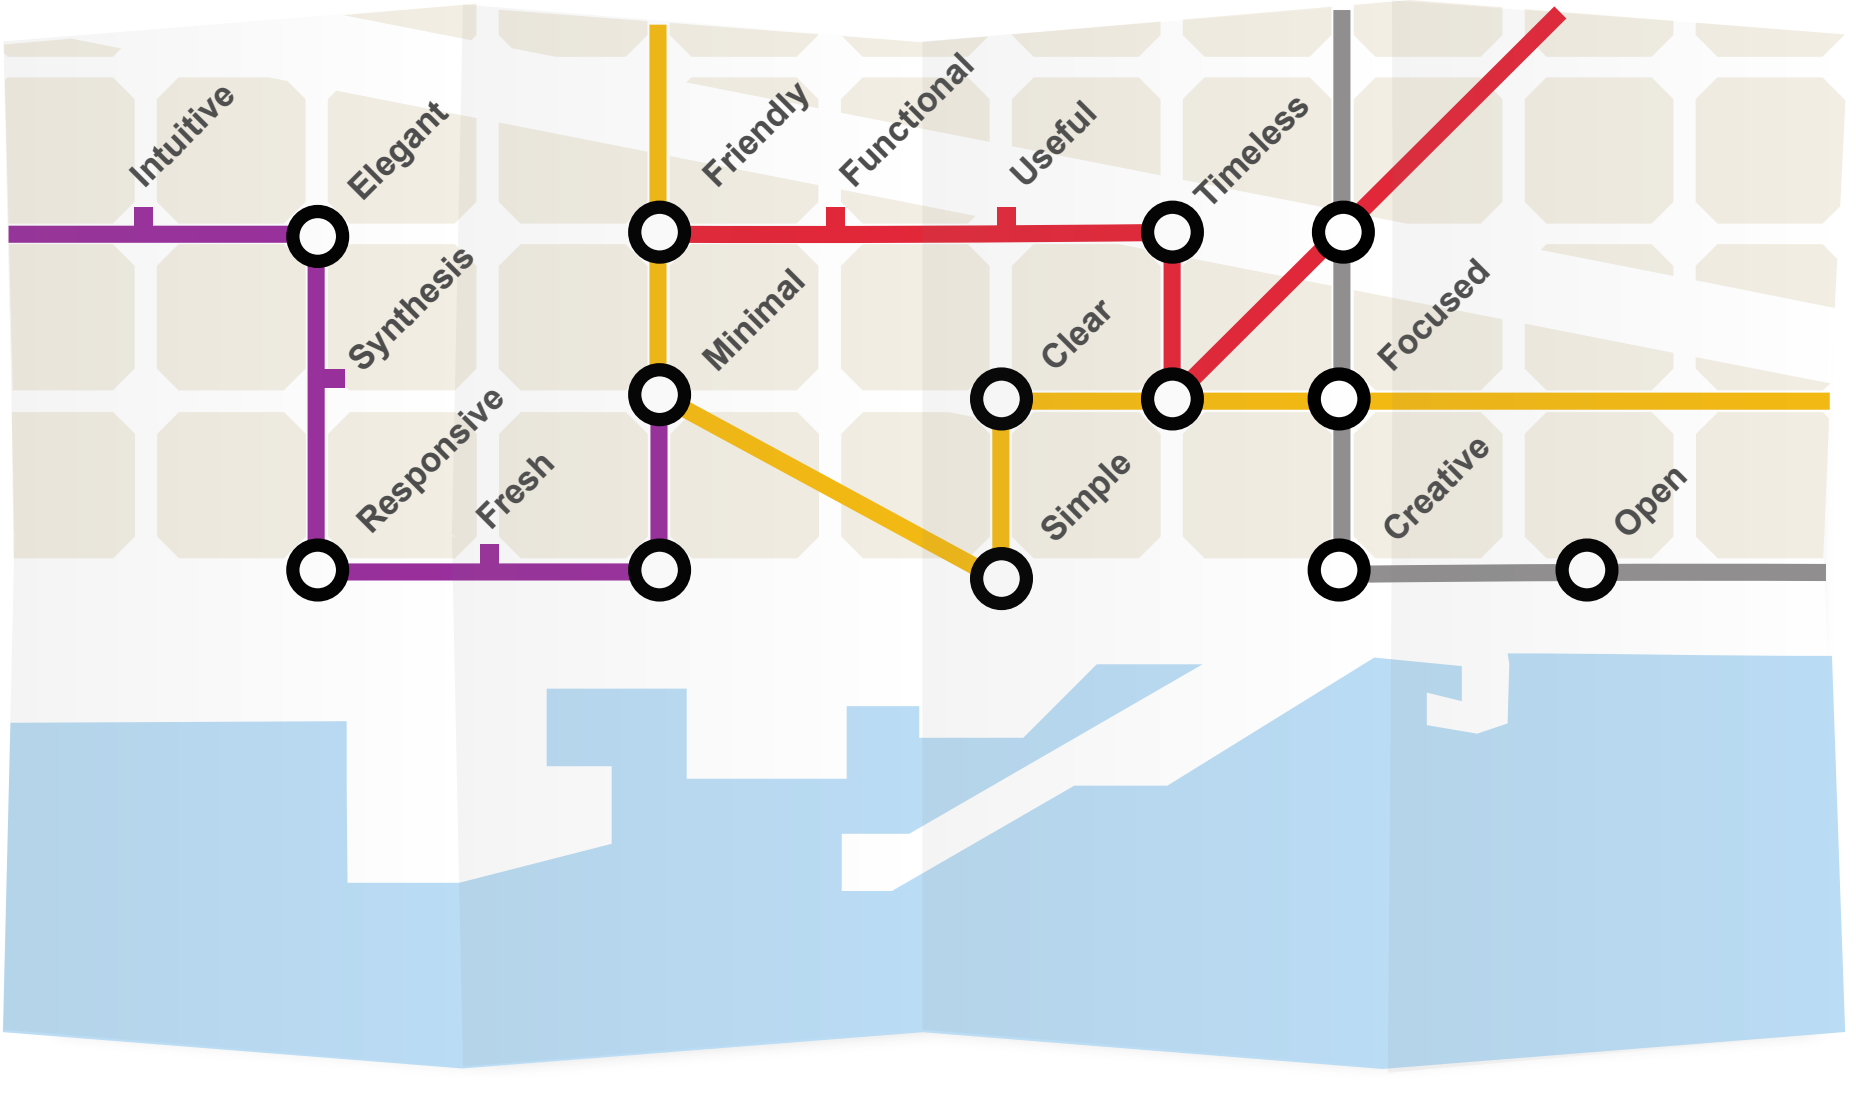 Intuitive
Elegant
Friendly
Functional
Useful
Timeless
Synthesis
Minimal
Clear
Focused
Responsive
Fresh
Simple
Creative
Open